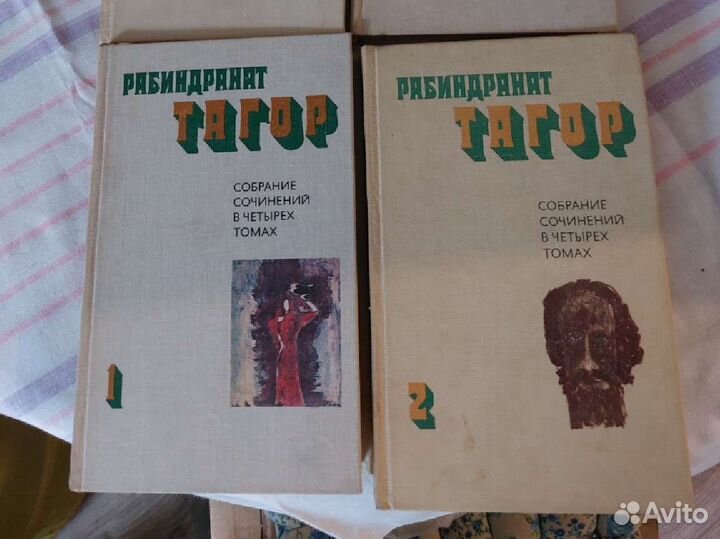 РАБИНДРАНАТ
ТАГОР
СОБРАНИЕ
СОЧИНЕНИЙ
В ЧЕТЫРЕХ
ТОМАХ
1
РАБИНДРАНАТ
ТАГОР
СОБРАНИЕ
СОЧИНЕНИЙ
В ЧЕТЫРЕХ
ТОМАХ
2
Avito